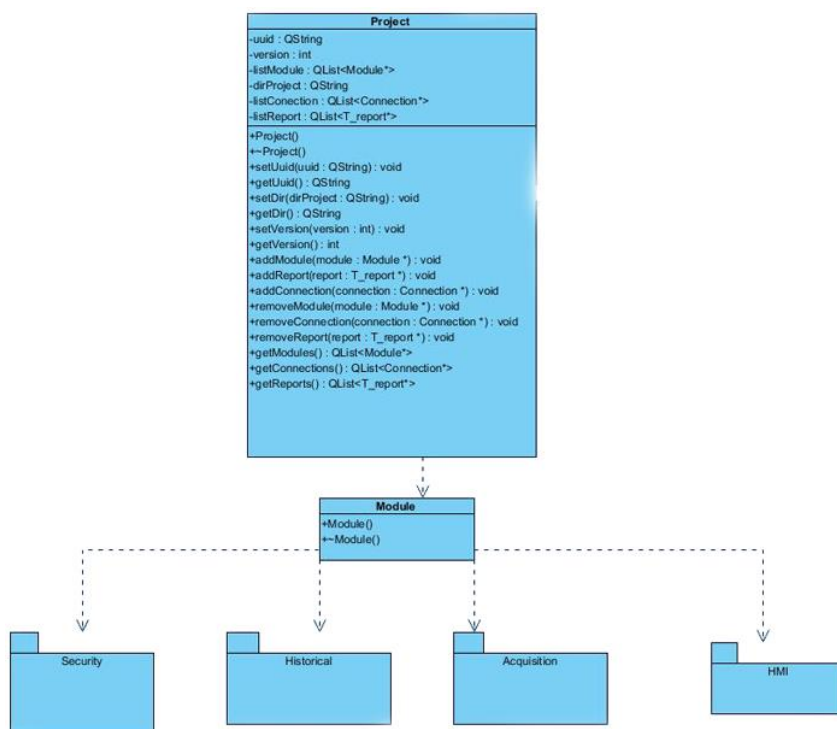 Project
-uuid : QString
-version : int
-listModule : QList<Module*>
-dirProject : QString
-listConection : QList<Connection*>
-listReport : QList<T_report*>
+Project()
+~Project()
+setUuid(uuid : QString) : void
+getUuid() : QString
+setDir(dirProject : QString) : void
+getDir() : QString
+setVersion(version : int) : void
+getVersion() : int
+addModule(module : Module *) : void
+addReport(report : T_report *) : void
+addConnection(connection : Connection *) : void
+removeModule(module : Module *) : void
+removeConnection(connection : Connection *) : void
+removeReport(report : T_report *) : void
+getModules() : QList<Module*>
+getConnections() : QList<Connection*>
+getReports() : QList<T_report*>
Module
+Module()
+~Module()
Security
Historical
Acquisition
HMI